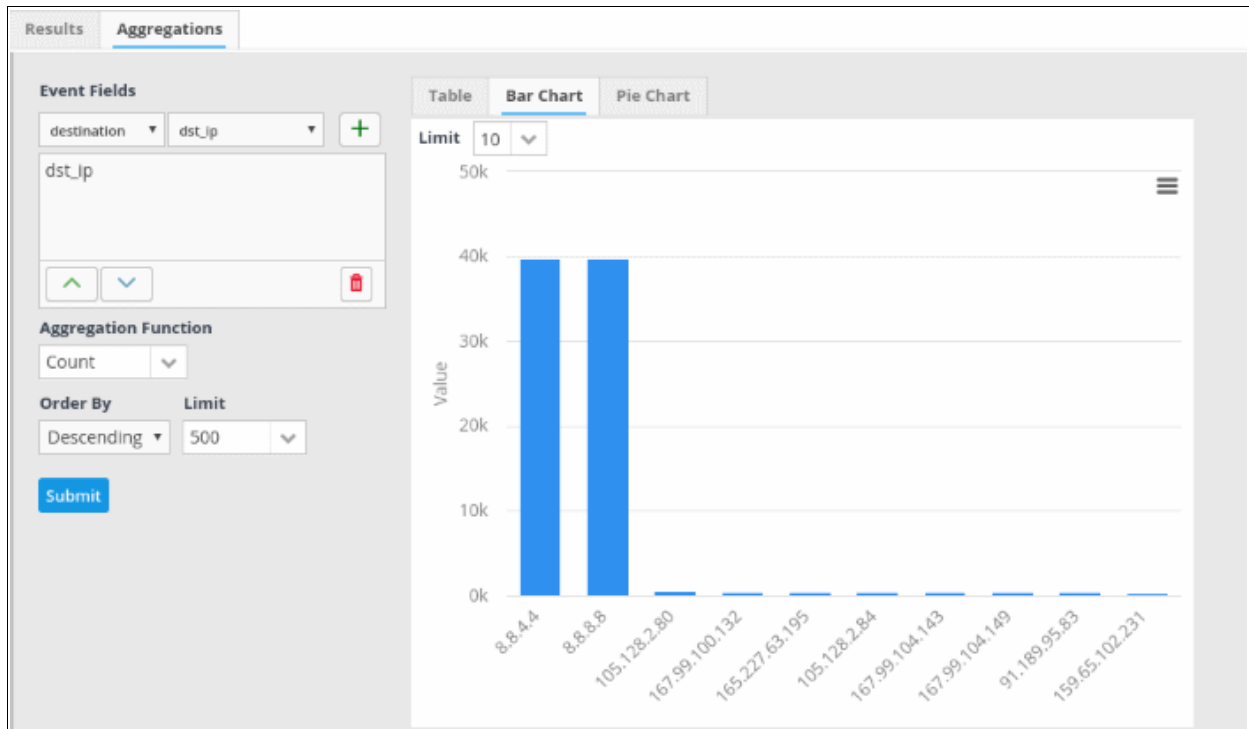 Results Aggregations
Event Fields
destination dst_ip
dst_ip
Aggregation Function
Count
Order By Limit
Descending 500
Submit
Table Bar Chart Pie Chart
Limit 10
50k
40k
30k
20k
10k
0k
Value
8.8.4.4
8.8.8.8
105.128.2.80
167.99.100.132
165.227.63.195
105.128.2.84
167.99.104.143
167.99.104.149
91.189.95.83
159.65.102.231